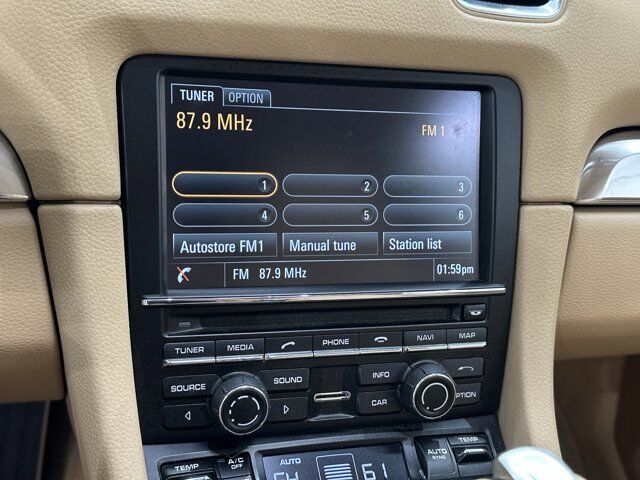 TUNER OPTION
87.9 MHz
FM 1
1 2 3
4 5 6
Autostore FM1 Manual tune Station list
FM 87.9 MHz 01:59pm
TUNER MEDIA PHONE NAVI MAP
SOURCE SOUND INFO
CAR OPTION
TEMP A/C OFF AUTO 61 AUTO SYNC TEMP